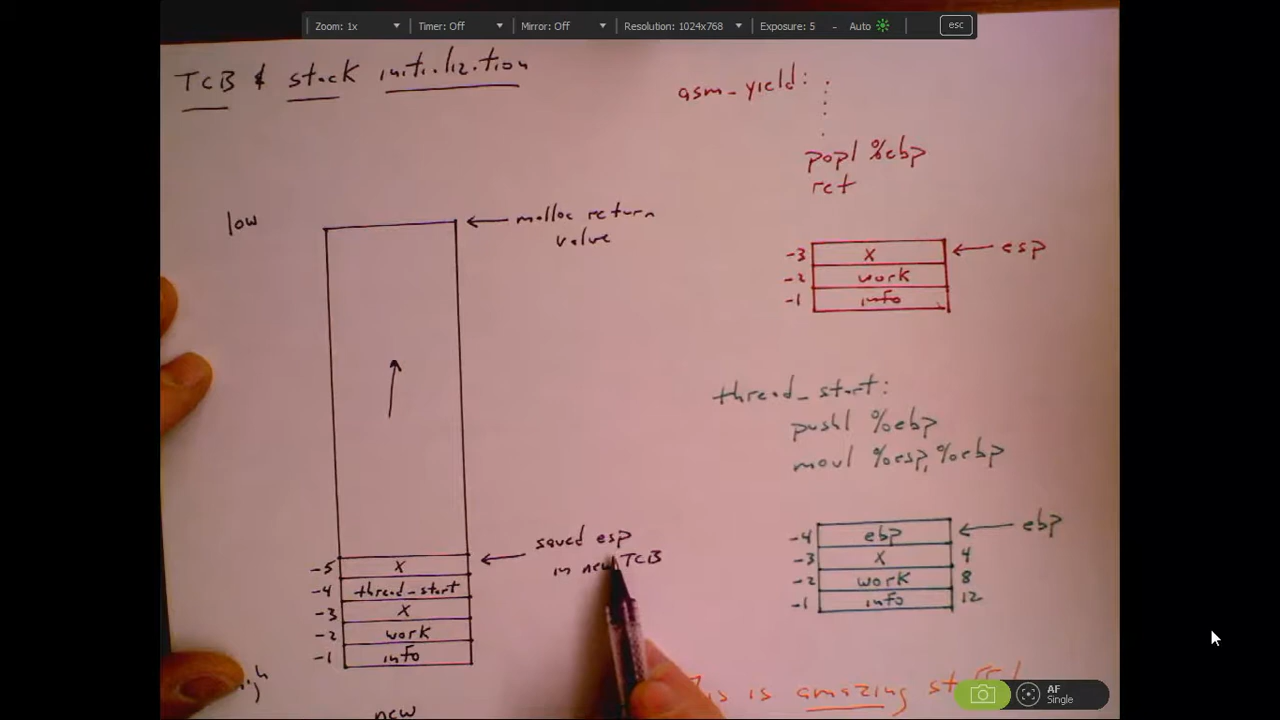 Zoom: 1x
Timer: Off
Mirror: Off
Resolution: 1024x768
Exposure: 5
- Auto
esc
TCB & stack initialization
low
malloc return
value
saved esp
in new TCB
-5 X
-4 thread_start
-3 X
-2 work
-1 info
new
asm_yield:
popl %ebp
ret
-3 X esp
-2 work
-1 info
thread_start:
pushl %ebp
movl %esp, %ebp
-4 ebp ebp
-3 X 4
-2 work 8
-1 info 12
is is amazing
AF
Single